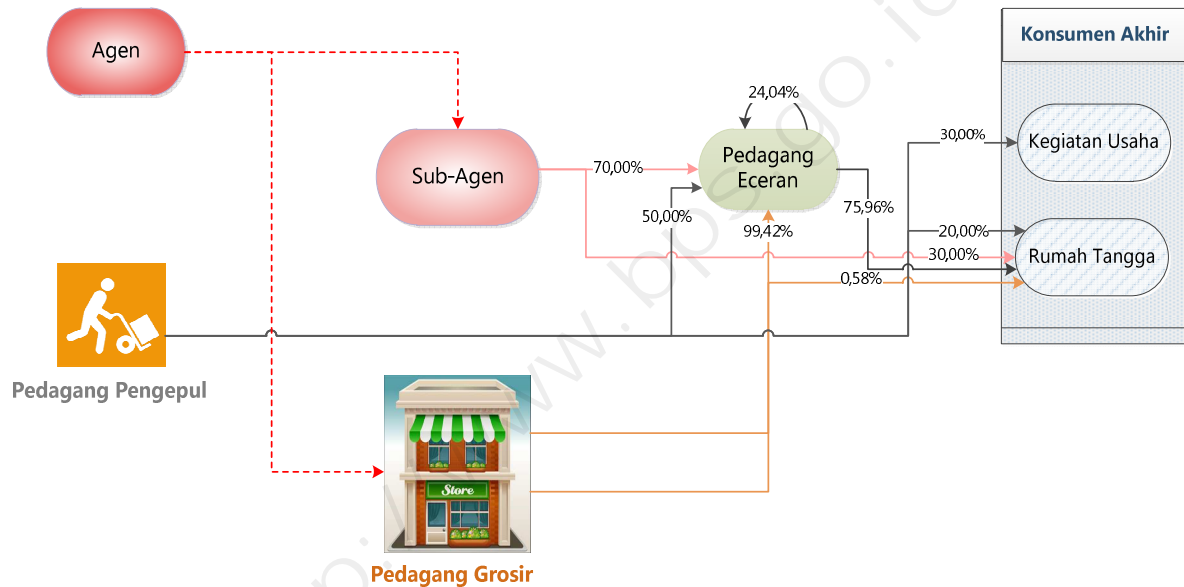 Konsumen Akhir
Agen
24,04%
30,00%
Kegiatan Usaha
Sub-Agen
70,00%
Pedagang
Eceran
50,00%
75,96%
99,42%
20,00%
30,00%
Rumah Tangga
0,58%
Pedagang Pengepul
Store
Pedagang Grosir